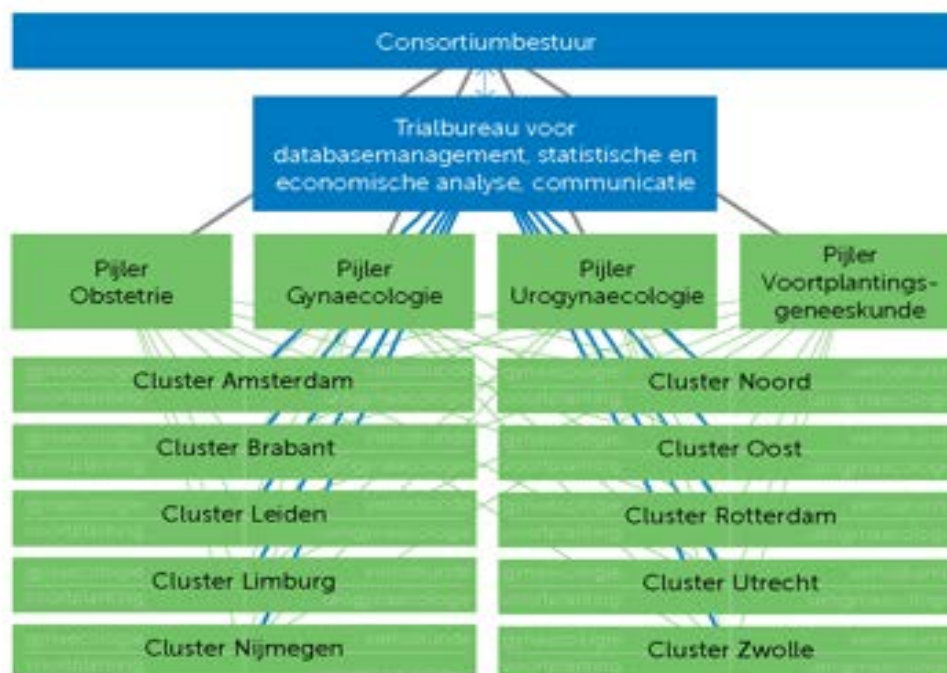 Consortiumbestuur
Trialbureau voor
databasemanagement, statistische en
economische analyse, communicatie
Pijler
Obstetrie
Pijler
Gynaecologie
Pijler
Urogynaecologie
Pijler
Voortplantings-
geneeskunde
Cluster Amsterdam
Cluster Noord
Cluster Brabant
Cluster Oost
Cluster Leiden
Cluster Rotterdam
Cluster Limburg
Cluster Utrecht
Cluster Nijmegen
Cluster Zwolle